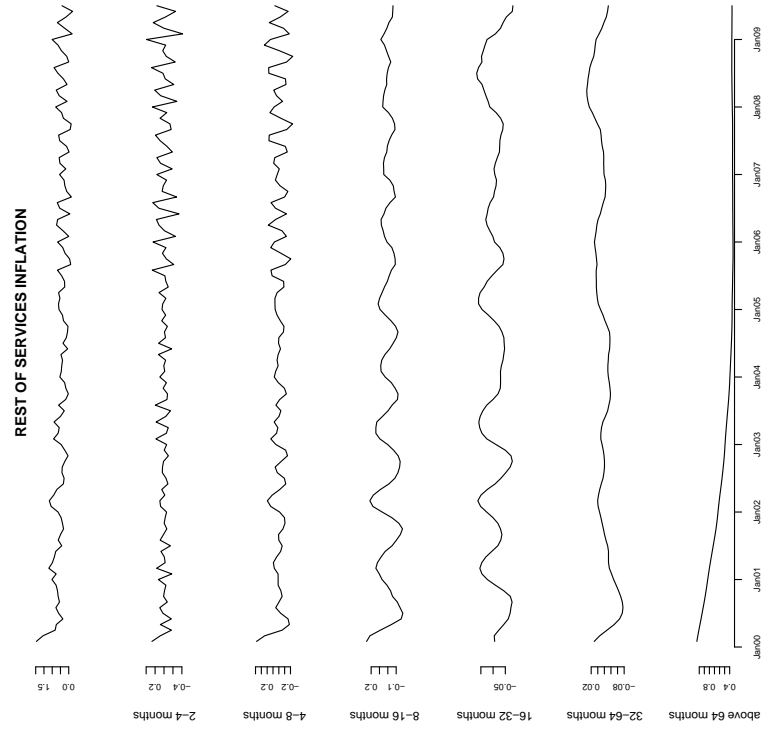 REST OF SERVICES INFLATION
1.5 0.0
0.2 −0.4
2−4 months
0.2 −0.2
4−8 months
0.2 −0.1
8−16 months
−0.05
16−32 months
0.02 −0.08
32−64 months
0.8 0.4
above 64 months
Jan00 Jan01 Jan02 Jan03 Jan04 Jan05 Jan06 Jan07 Jan08 Jan09